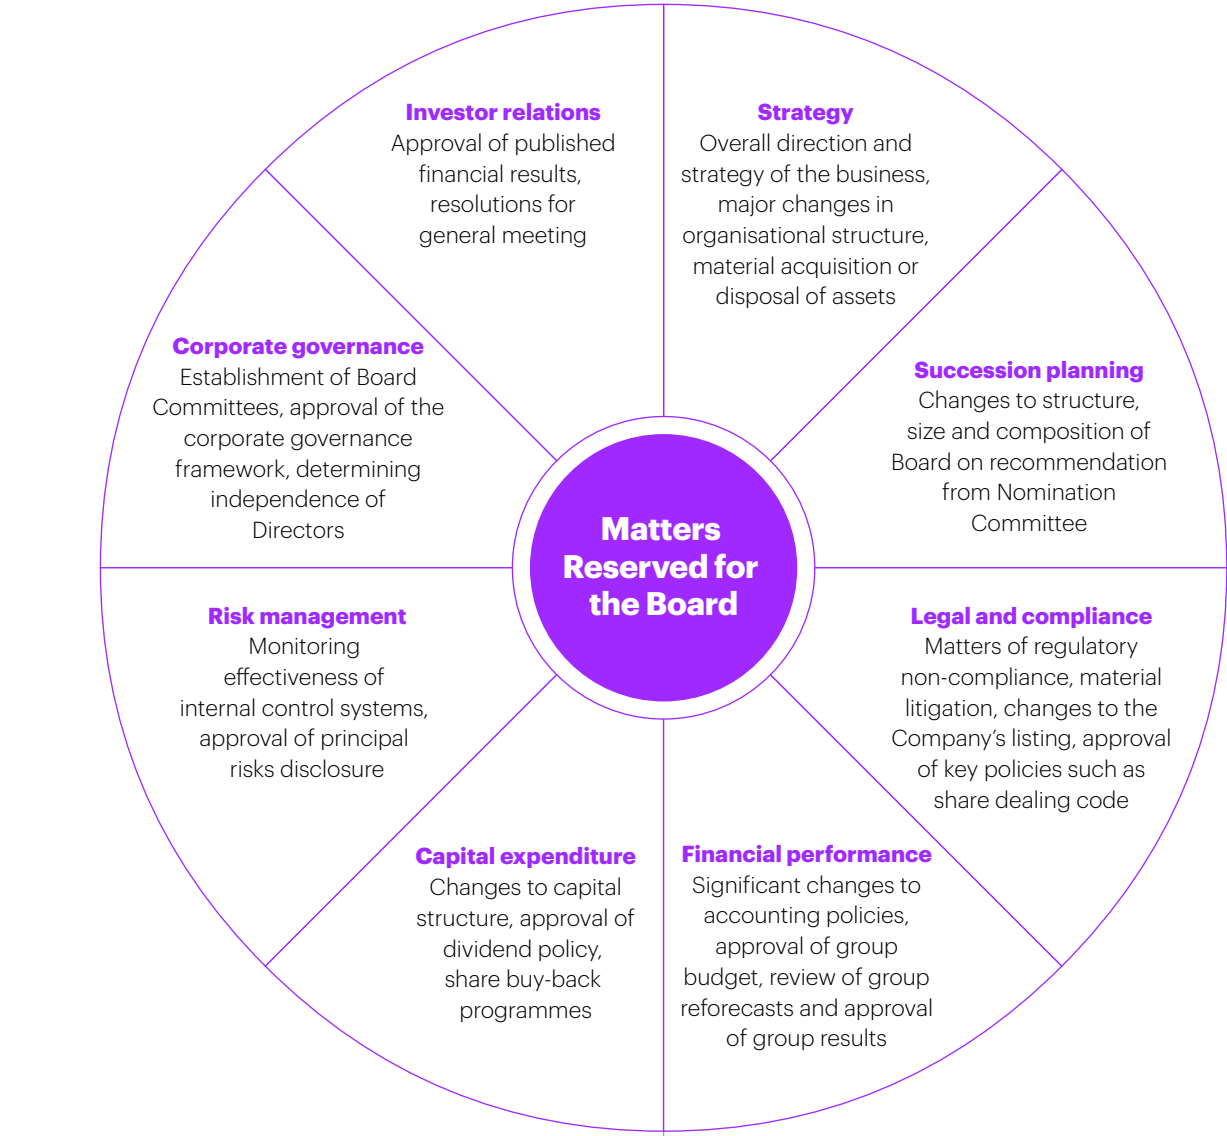 Investor relations
Approval of published
financial results,
resolutions for
general meeting
Strategy
Overall direction and
strategy of the business,
major changes in
organisational structure,
material acquisition or
disposal of assets
Corporate governance
Establishment of Board
Committees, approval of the
corporate governance
framework, determining
independence of
Directors
Succession planning
Changes to structure,
size and composition of
Board on recommendation
from Nomination
Committee
Matters
Reserved for
the Board
Risk management
Monitoring
effectiveness of
internal control systems,
approval of principal
risks disclosure
Legal and compliance
Matters of regulatory
non-compliance, material
litigation, changes to the
Company’s listing, approval
of key policies such as
share dealing code
Capital expenditure
Changes to capital
structure, approval of
dividend policy,
share buy-back
programmes
Financial performance
Significant changes to
accounting policies,
approval of group
budget, review of group
reforecasts and approval
of group results